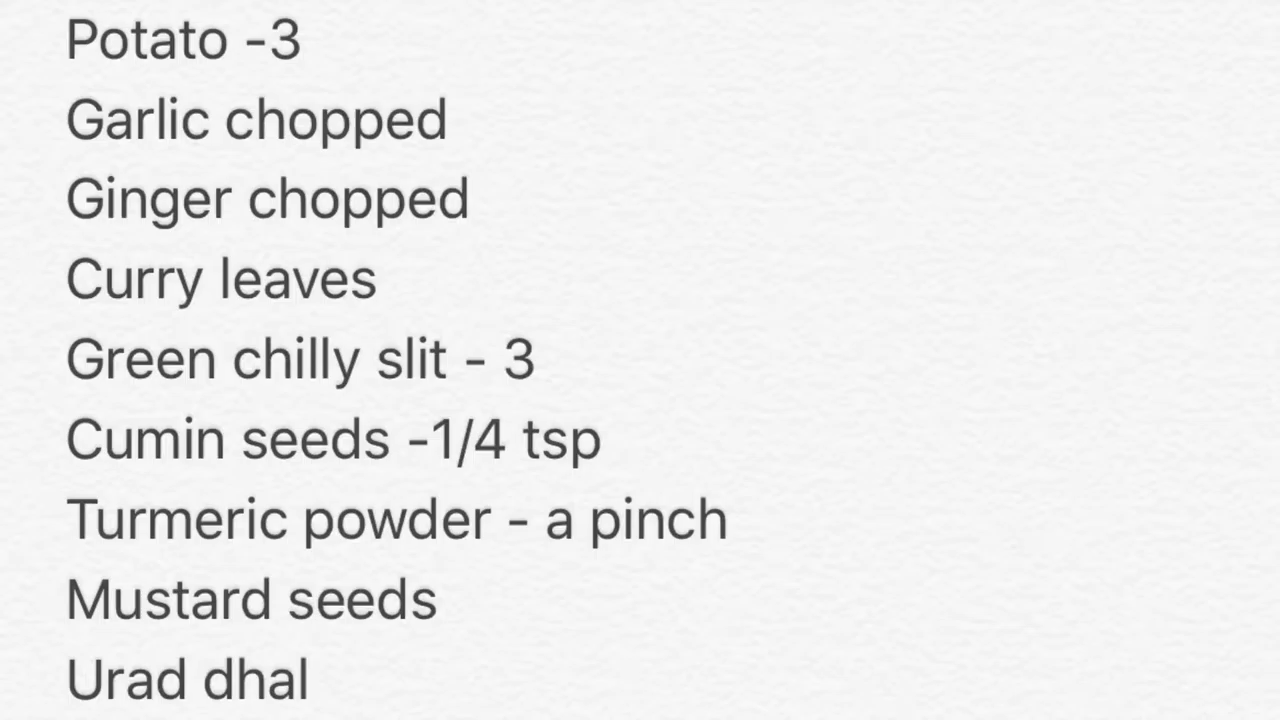 Potato -3
Garlic chopped
Ginger chopped
Curry leaves
Green chilly slit - 3
Cumin seeds -1/4 tsp
Turmeric powder - a pinch
Mustard seeds
Urad dhal